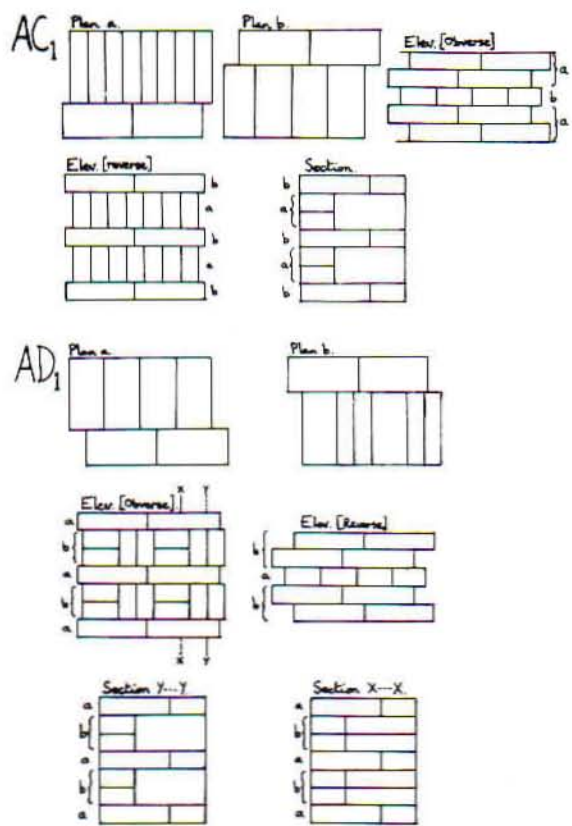 AC1
Plan a.
Plan b.
Elev. [Obverse]
a
b
a
Elev. [reverse]
b
a
b
a
b
Section.
b
a
b
a
b
AD1
Plan a.
Plan b.
X Y
Elev. [Obverse]
a
b
a
b
a
X Y
Elev. [Reverse]
b
a
b
Section Y---Y
a
b
a
b
a
Section X---X.
a
b
a
b
a